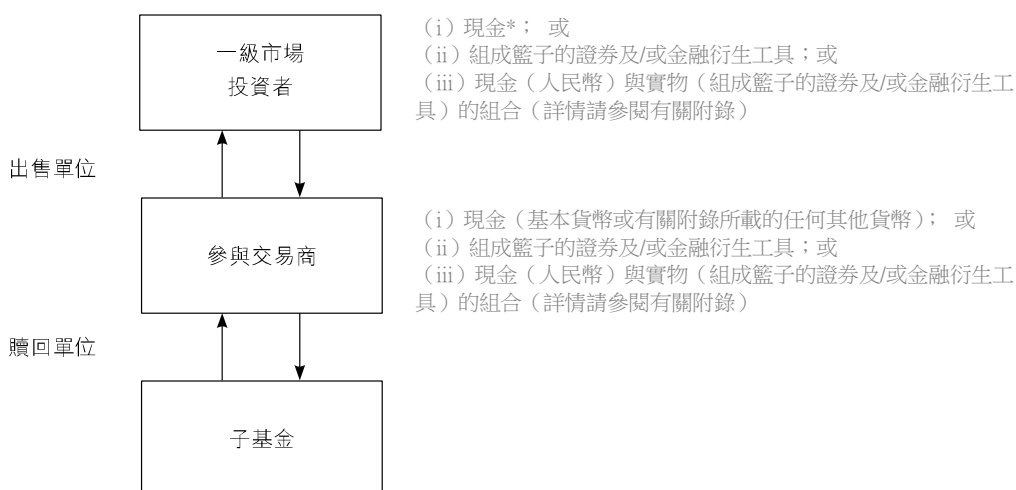 一級市場
投資者
（i）現金*； 或
（ii）組成籃子的證券及/或金融衍生工具；或
（iii）現金（人民幣）與實物（組成籃子的證券及/或金融衍生工
具）的組合（詳情請參閱有關附錄）
出售單位
參與交易商
（i）現金（基本貨幣或有關附錄所載的任何其他貨幣）； 或
（ii）組成籃子的證券及/或金融衍生工具；或
（iii）現金（人民幣）與實物（組成籃子的證券及/或金融衍生工
具）的組合（詳情請參閱有關附錄）
贖回單位
子基金